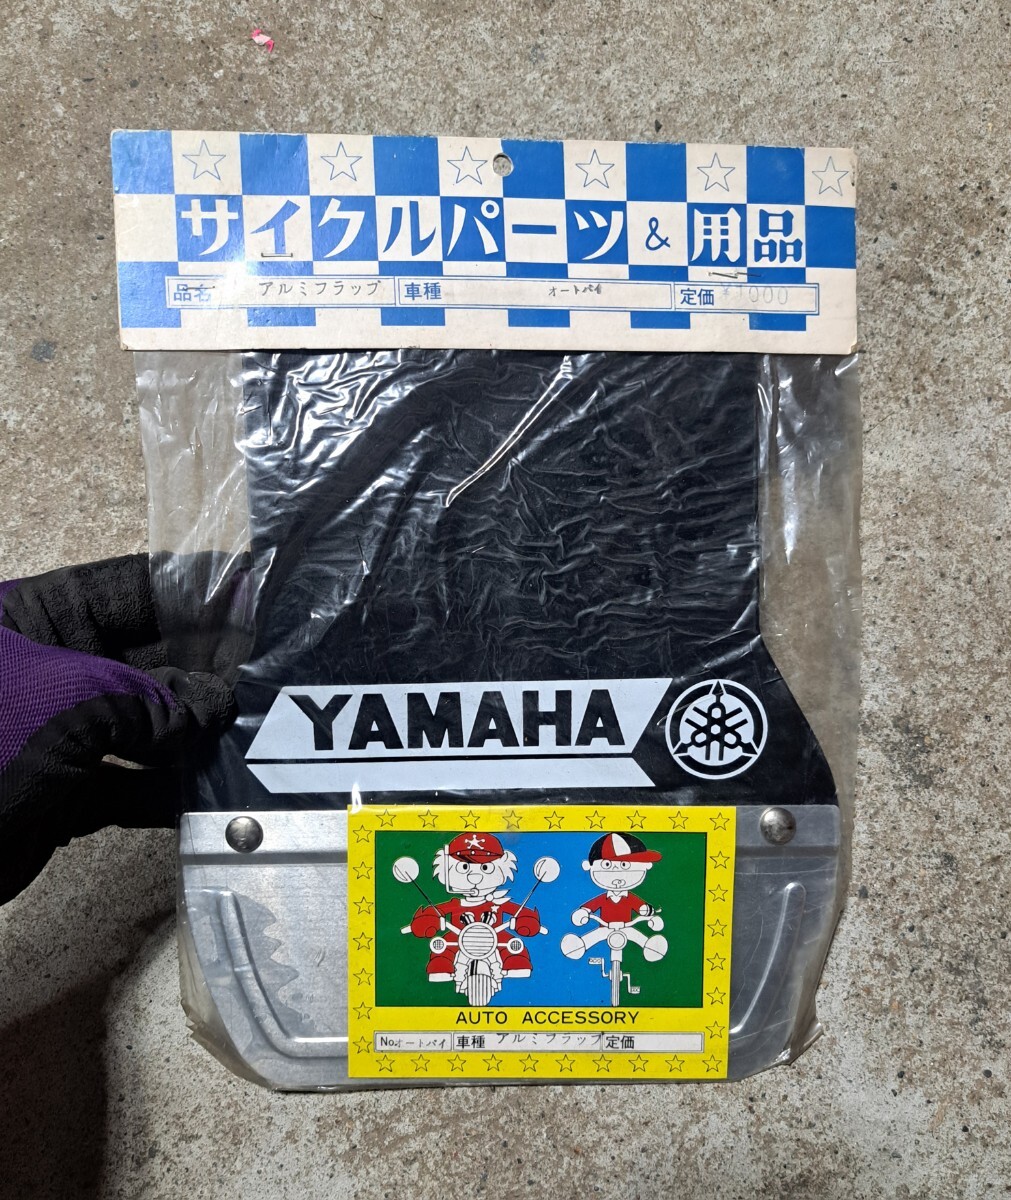 サイクルパーツ & 用品
品名 アルミフラップ 車種 オートバイ 定価 ¥1000
YAMAHA
AUTO ACCESSORY
No. オートバイ 車種 アルミフラップ 定価